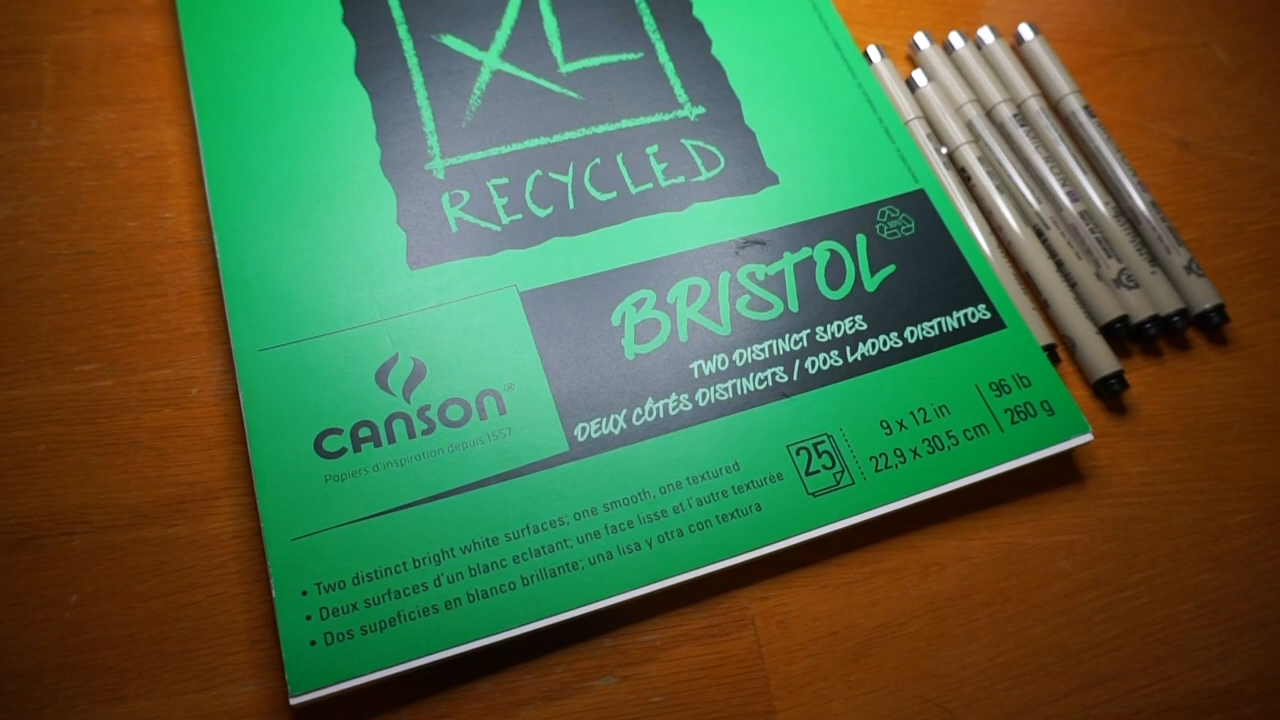 XL
RECYCLED
BRISTOL
TWO DISTINCT SIDES
DEUX CÔTÉS DISTINCTS / DOS LADOS DISTINTOS
CANSON®
Papiers d'inspiration depuis 1557
25
9 x 12 in
22,9 x 30,5 cm
96 lb
260 g
• Two distinct bright white surfaces; one smooth, one textured
• Deux surfaces d'un blanc eclatant; une face lisse et l'autre texturée
• Dos supeficies en blanco brillante; una lisa y otra con textura